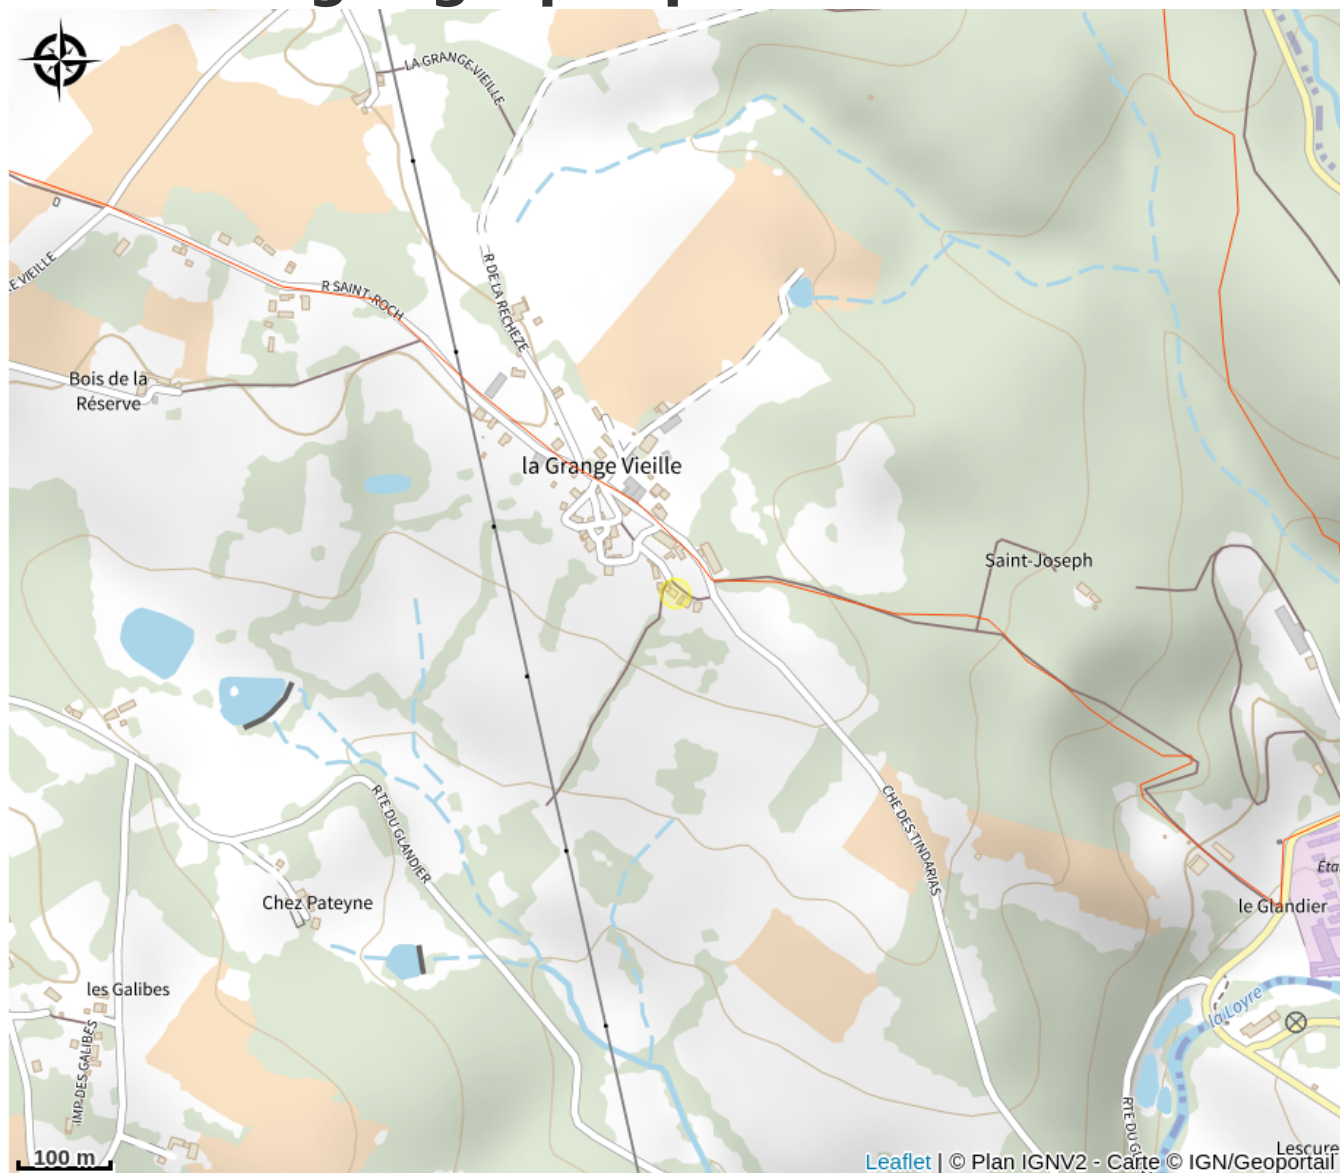 LA GRANGE VIEILLE
E VIEILLE
R SAINT-ROCH
R DE LA RECHEZE
Bois de la
Réserve
la Grange Vieille
Saint-Joseph
RTE DU GLANDIER
CHE DES TINDARIAS
Chez Pateyne
Éta
le Glandier
les Galibes
la Loyre
IMP DES GALIBES
RTE DU G
Lescure
100 m
Leaflet | © Plan IGNV2 - Carte © IGN/Geoportail